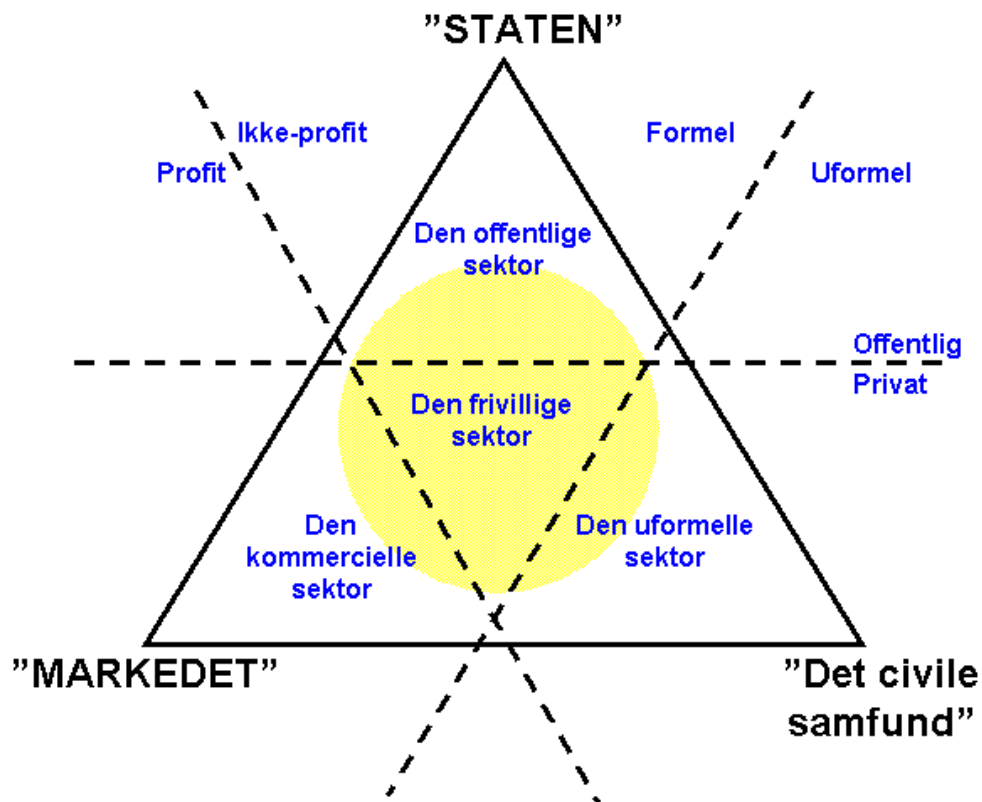 ”STATEN”
Ikke-profit
Formel
Profit
Uformel
Den offentlige
sektor
Offentlig
Privat
Den frivillige
sektor
Den
kommercielle
sektor
Den uformelle
sektor
”MARKEDET”
”Det civile
samfund”